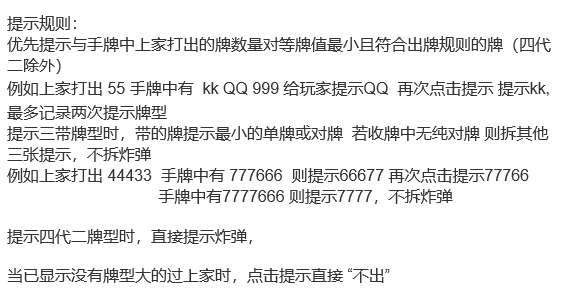 提示规则：
优先提示与手牌中上家打出的牌数量对等牌值最小且符合出牌规则的牌（四代
二除外）
例如上家打出 55 手牌中有  kk QQ 999 给玩家提示QQ  再次点击提示 提示kk,
最多记录两次提示牌型
提示三带牌型时，带的牌提示最小的单牌或对牌  若收牌中无纯对牌 则拆其他
三张提示，不拆炸弹
例如上家打出 44433  手牌中有 777666  则提示66677 再次点击提示77766
手牌中有7777666 则提示7777，不拆炸弹
提示四代二牌型时，直接提示炸弹，
当已显示没有牌型大的过上家时，点击提示直接 “不出”